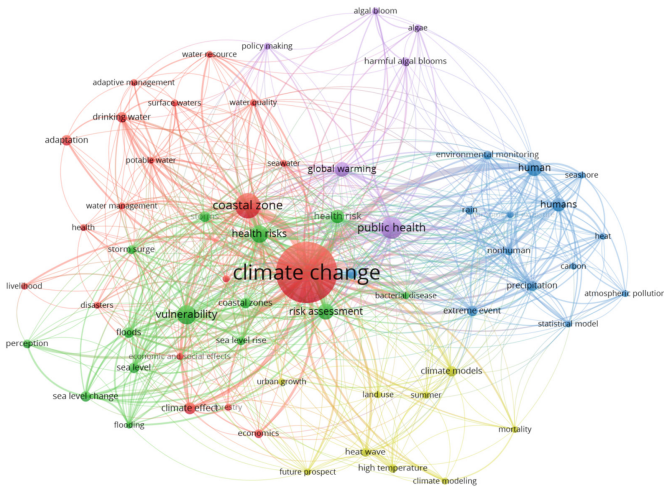 algal bloom
algae
policy making
water resource
harmful algal blooms
adaptive management
surface waters
water quality
drinking water
adaptation
potable water
seawater
global warming
environmental monitoring
human
seashore
water management
coastal zone
health risk
humans
rain
health
health risks
public health
heat
storm surge
nonhuman
climate change
carbon
livelihood
bacterial disease
precipitation
atmospheric pollution
disasters
coastal zones
vulnerability
risk assessment
extreme event
statistical model
floods
perception
sea level rise
economic and social effects
sea level
urban growth
climate models
sea level change
land use
summer
climate effect
forestry
flooding
economics
mortality
heat wave
future prospect
high temperature
climate modeling